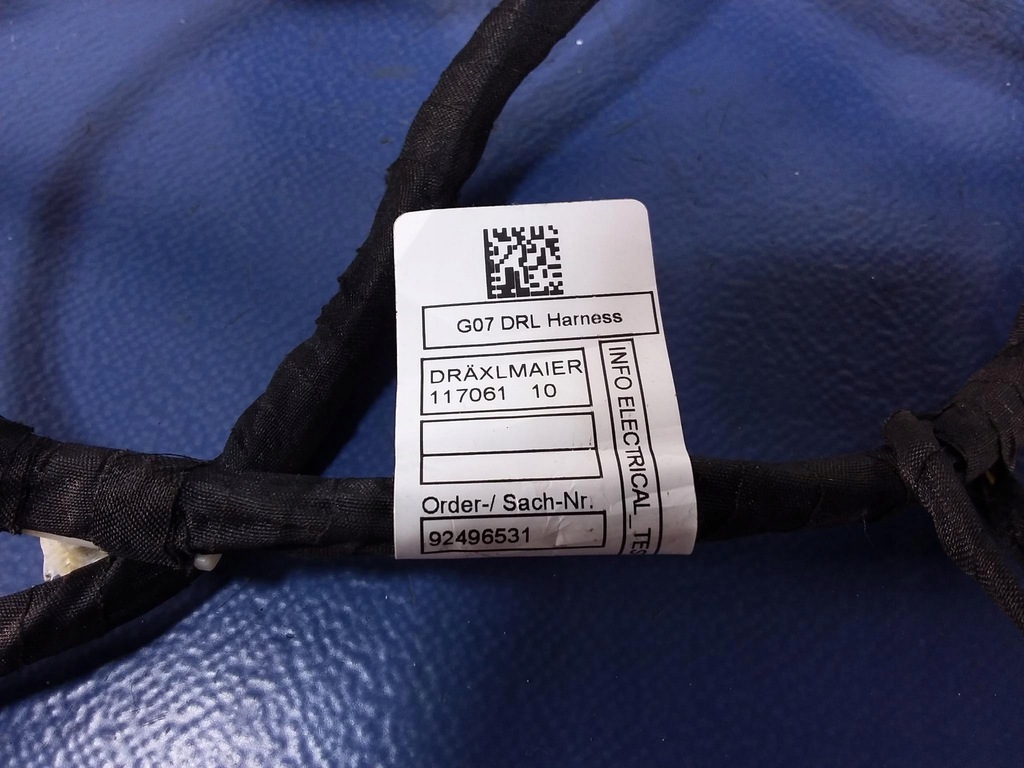 G07 DRL Harness
DRÄXLMAIER
117061 10
INFO ELECTRICAL_TES
Order-/ Sach-Nr.
92496531